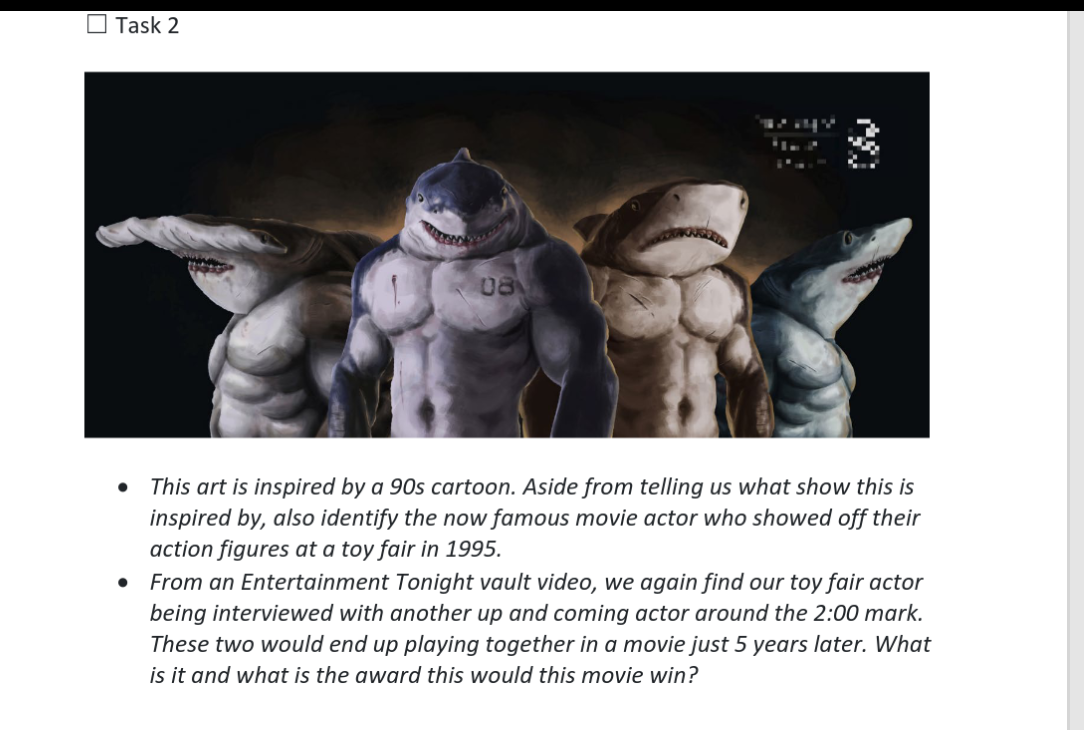 ☐ Task 2
08
• This art is inspired by a 90s cartoon. Aside from telling us what show this is
inspired by, also identify the now famous movie actor who showed off their
action figures at a toy fair in 1995.
• From an Entertainment Tonight vault video, we again find our toy fair actor
being interviewed with another up and coming actor around the 2:00 mark.
These two would end up playing together in a movie just 5 years later. What
is it and what is the award this would this movie win?